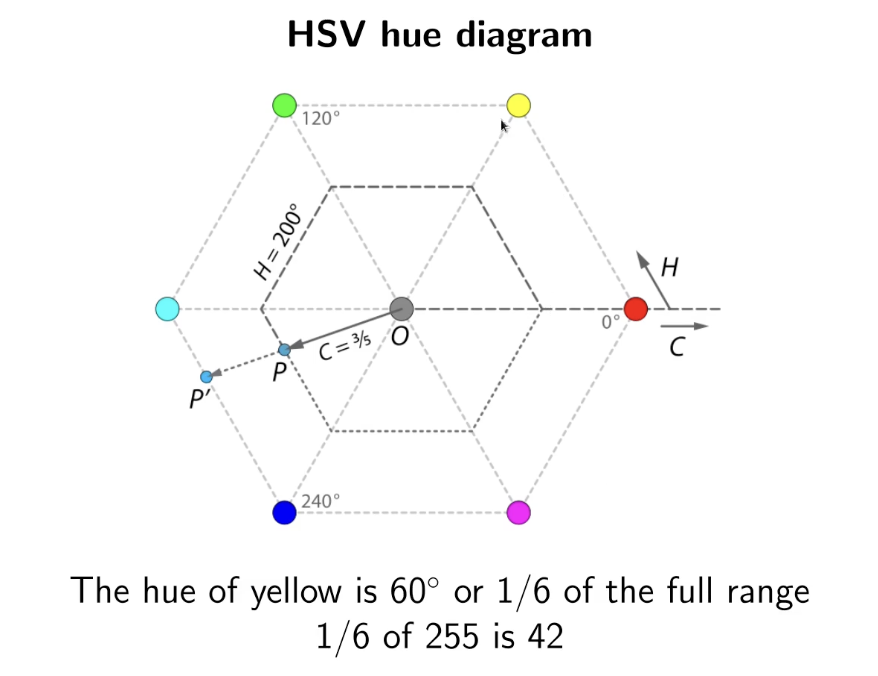 HSV hue diagram
120°
H = 200°
H
0°
C
O
C = ³/₅
P
P′
240°
The hue of yellow is 60° or 1/6 of the full range
1/6 of 255 is 42